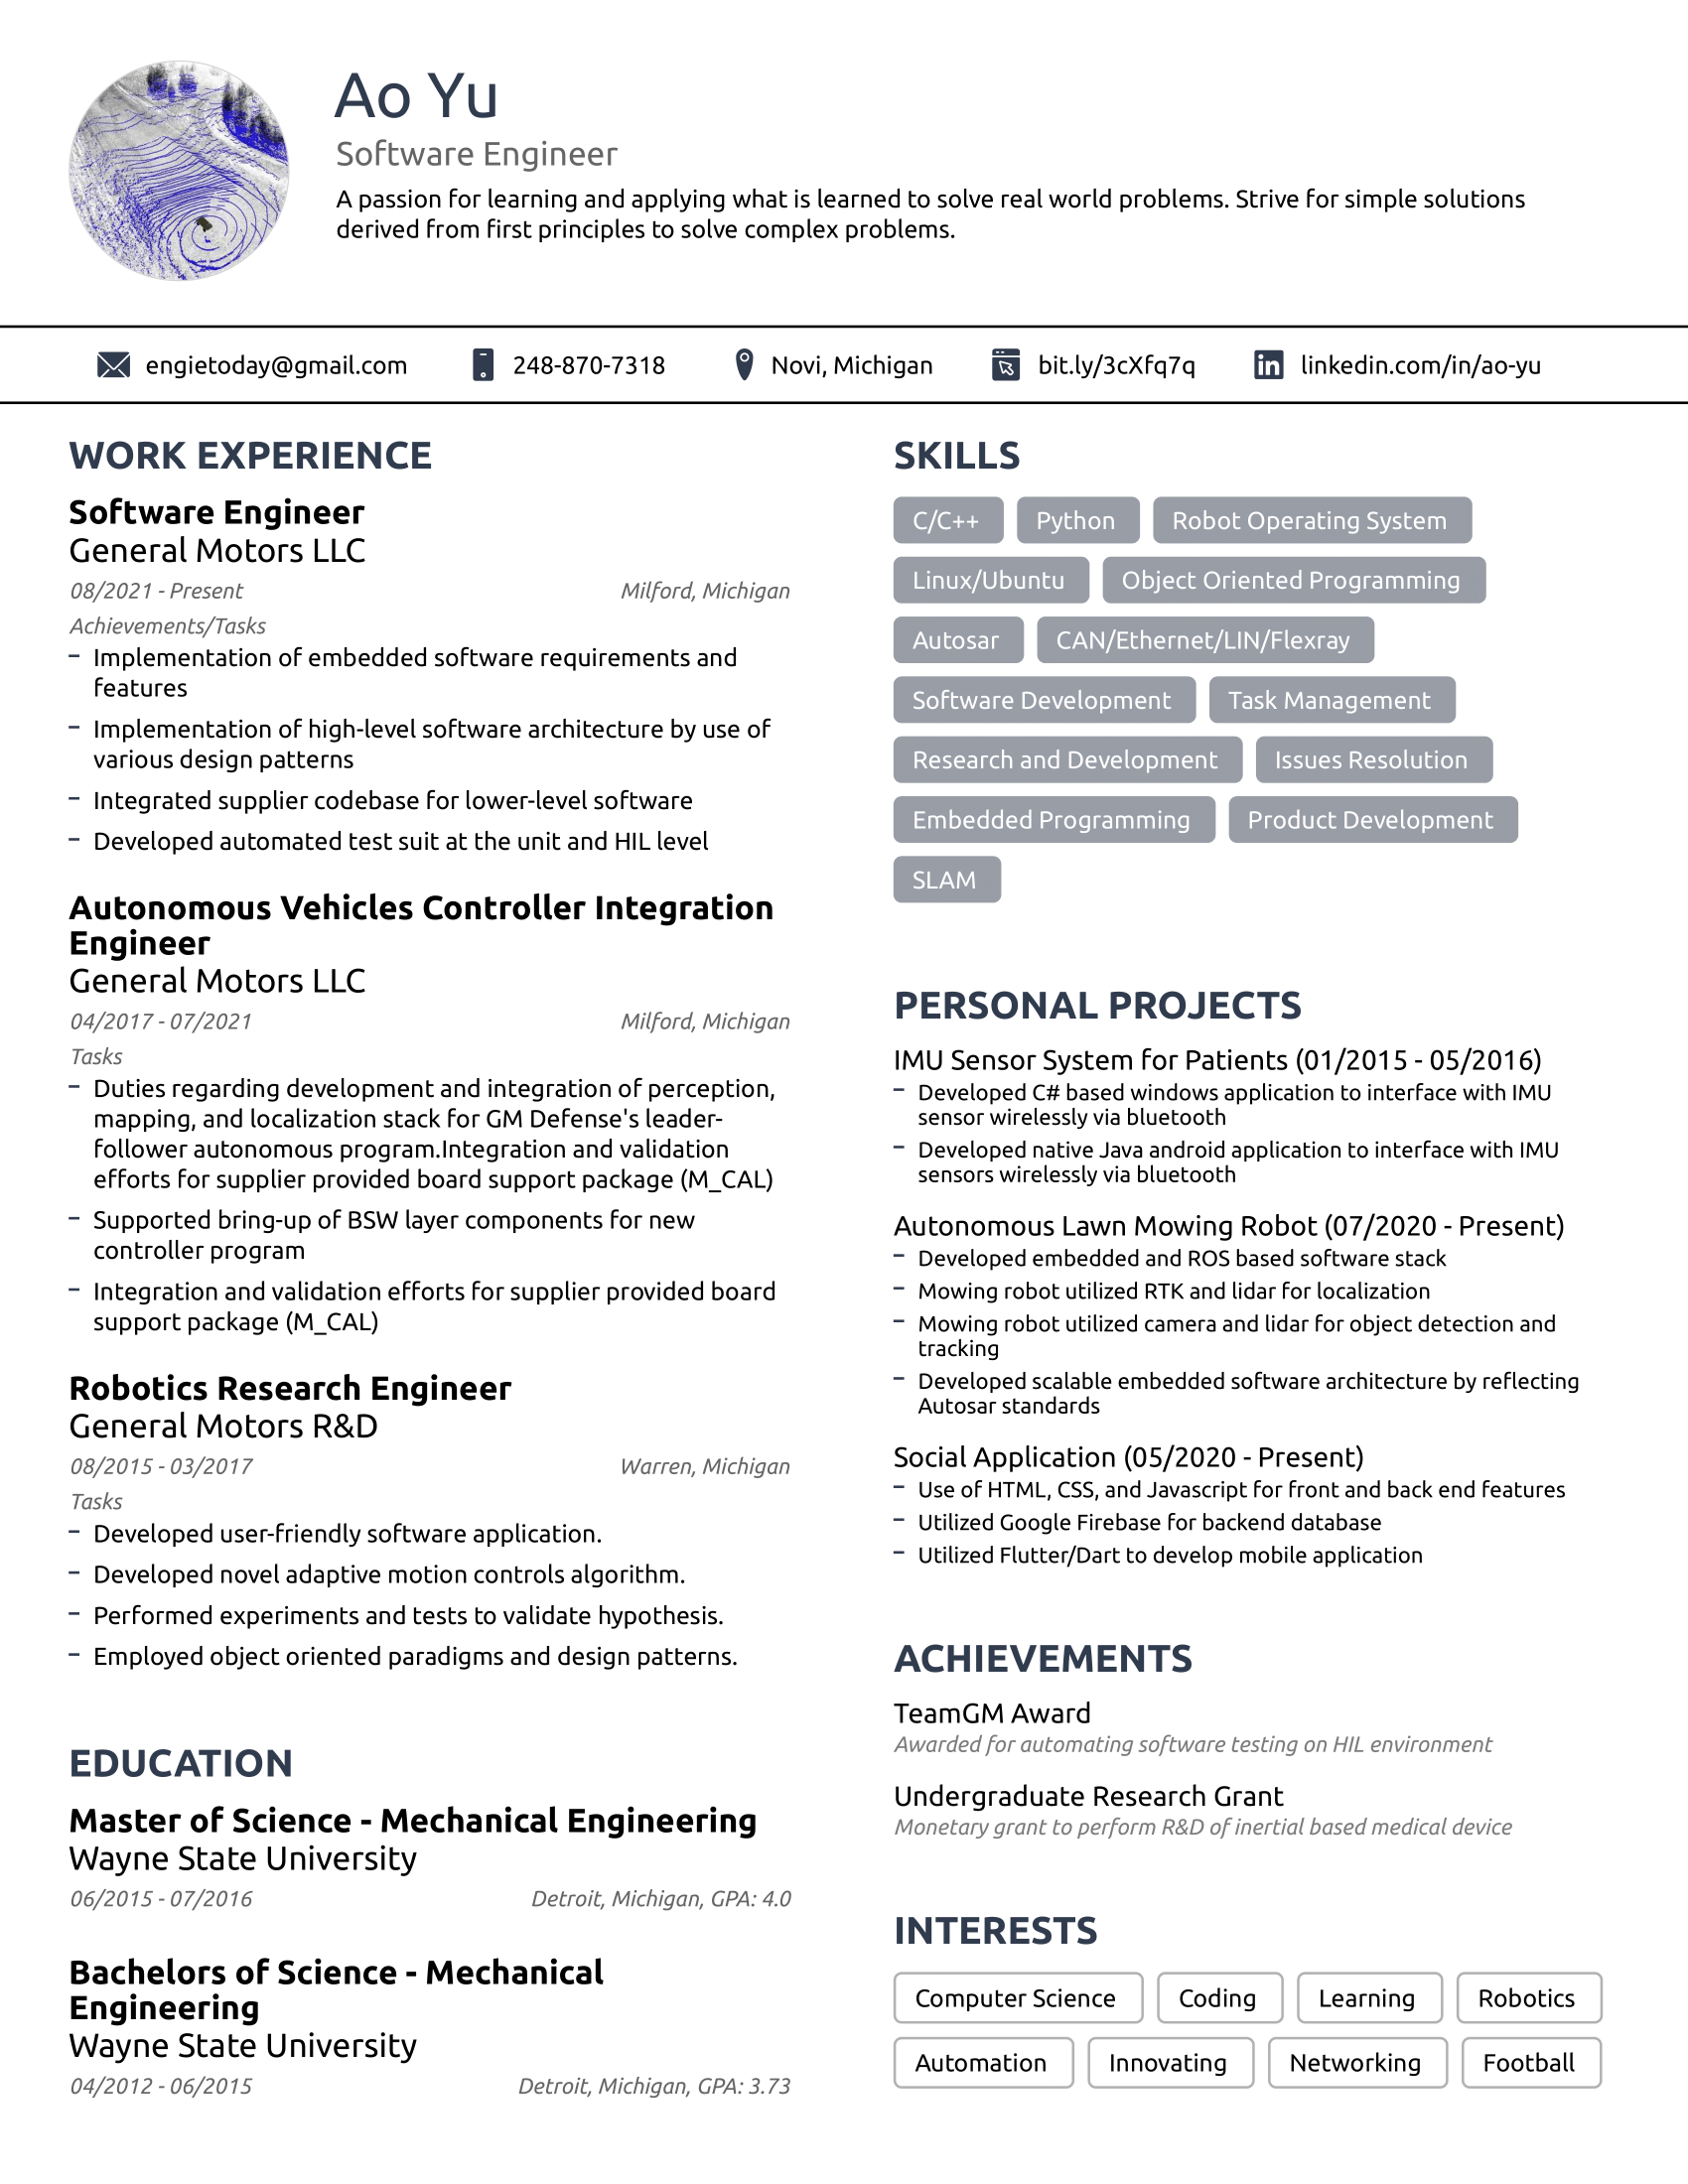 Ao Yu
Software Engineer
A passion for learning and applying what is learned to solve real world problems. Strive for simple solutions
derived from first principles to solve complex problems.
engietoday@gmail.com
248-870-7318
Novi, Michigan
bit.ly/3cXfq7q
linkedin.com/in/ao-yu
WORK EXPERIENCE
Software Engineer
General Motors LLC
08/2021 - Present
Milford, Michigan
Achievements/Tasks
– Implementation of embedded software requirements and
features
– Implementation of high-level software architecture by use of
various design patterns
– Integrated supplier codebase for lower-level software
– Developed automated test suit at the unit and HIL level
Autonomous Vehicles Controller Integration
Engineer
General Motors LLC
04/2017 - 07/2021
Milford, Michigan
Tasks
– Duties regarding development and integration of perception,
mapping, and localization stack for GM Defense's leader-
follower autonomous program.Integration and validation
efforts for supplier provided board support package (M_CAL)
– Supported bring-up of BSW layer components for new
controller program
– Integration and validation efforts for supplier provided board
support package (M_CAL)
Robotics Research Engineer
General Motors R&D
08/2015 - 03/2017
Warren, Michigan
Tasks
– Developed user-friendly software application.
– Developed novel adaptive motion controls algorithm.
– Performed experiments and tests to validate hypothesis.
– Employed object oriented paradigms and design patterns.
EDUCATION
Master of Science - Mechanical Engineering
Wayne State University
06/2015 - 07/2016
Detroit, Michigan, GPA: 4.0
Bachelors of Science - Mechanical
Engineering
Wayne State University
04/2012 - 06/2015
Detroit, Michigan, GPA: 3.73
SKILLS
C/C++
Python
Robot Operating System
Linux/Ubuntu
Object Oriented Programming
Autosar
CAN/Ethernet/LIN/Flexray
Software Development
Task Management
Research and Development
Issues Resolution
Embedded Programming
Product Development
SLAM
PERSONAL PROJECTS
IMU Sensor System for Patients (01/2015 - 05/2016)
– Developed C# based windows application to interface with IMU
sensor wirelessly via bluetooth
– Developed native Java android application to interface with IMU
sensors wirelessly via bluetooth
Autonomous Lawn Mowing Robot (07/2020 - Present)
– Developed embedded and ROS based software stack
– Mowing robot utilized RTK and lidar for localization
– Mowing robot utilized camera and lidar for object detection and
tracking
– Developed scalable embedded software architecture by reflecting
Autosar standards
Social Application (05/2020 - Present)
– Use of HTML, CSS, and Javascript for front and back end features
– Utilized Google Firebase for backend database
– Utilized Flutter/Dart to develop mobile application
ACHIEVEMENTS
TeamGM Award
Awarded for automating software testing on HIL environment
Undergraduate Research Grant
Monetary grant to perform R&D of inertial based medical device
INTERESTS
Computer Science
Coding
Learning
Robotics
Automation
Innovating
Networking
Football